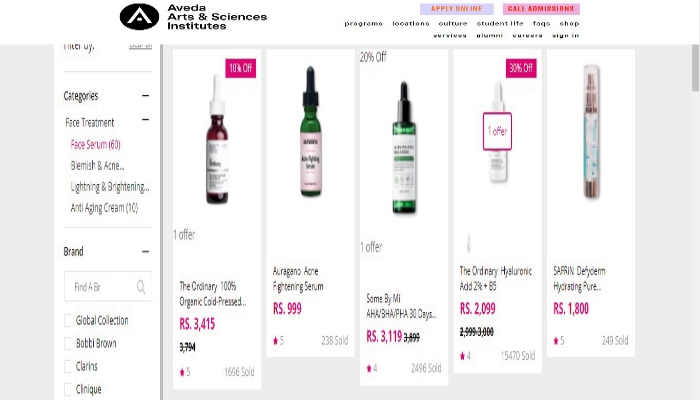 Aveda
Arts & Sciences
Institutes
APPLY ONLINE
CALL ADMISSIONS
programs locations culture student life faqs shop
services alumni careers sign in
Filter by:
Categories
Face Treatment
Face Serum (60)
Blemish & Acne...
Lightning & Brightening...
Anti Aging Cream (10)
Brand
Find A Br
Global Collection
Bobbi Brown
Clarins
Clinique
10% Off
1 offer
The Ordinary 100%
Organic Cold-Pressed...
RS. 3,415
3,794
5
1696 Sold
Acne Fighting
Serum
Auragano Acne
Fightening Serum
RS. 999
5
238 Sold
20% Off
1 offer
Some By Mi
AHA/BHA/PHA 30 Days...
RS. 3,119 3,899
4
2496 Sold
30% Off
1 offer
The Ordinary Hyaluronic
Acid 2% + B5
RS. 2,099
2,999-3,000
4
15470 Sold
SAFRIN Defyderm
Hydrating Pure...
RS. 1,800
5
249 Sold